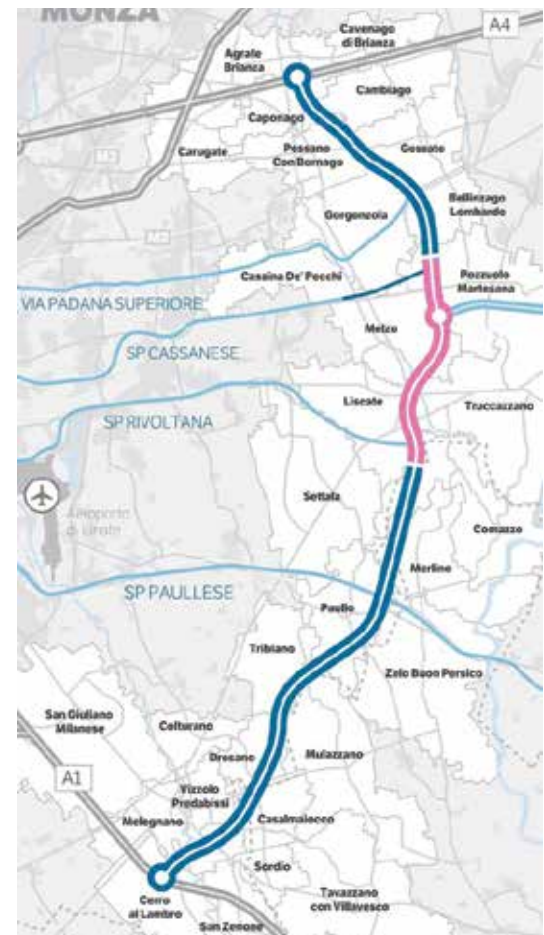 MONZA
A4
Cavenago
di Brianza
Agrate
Brianza
Cambiago
Caponago
Carugate
Pessano
Con Bornago
Gessate
Bellinzago
Lombardo
Gorgonzola
Cassina De' Pecchi
Pozzuolo
Martesana
VIA PADANA SUPERIORE
Melzo
SP CASSANESE
Liscate
Truccazzano
SP RIVOLTANA
Settala
Aeroporto
di Linate
Comazzo
Merlino
SP PAULLESE
Paullo
Tribiano
Zelo Buon Persico
San Giuliano
Milanese
Colturano
Dresano
Mulazzano
A1
Vizzolo
Predabissi
Melegnano
Casalmaiocco
Sordio
Cerro
al Lambro
Tavazzano
con Villavesco
San Zenone